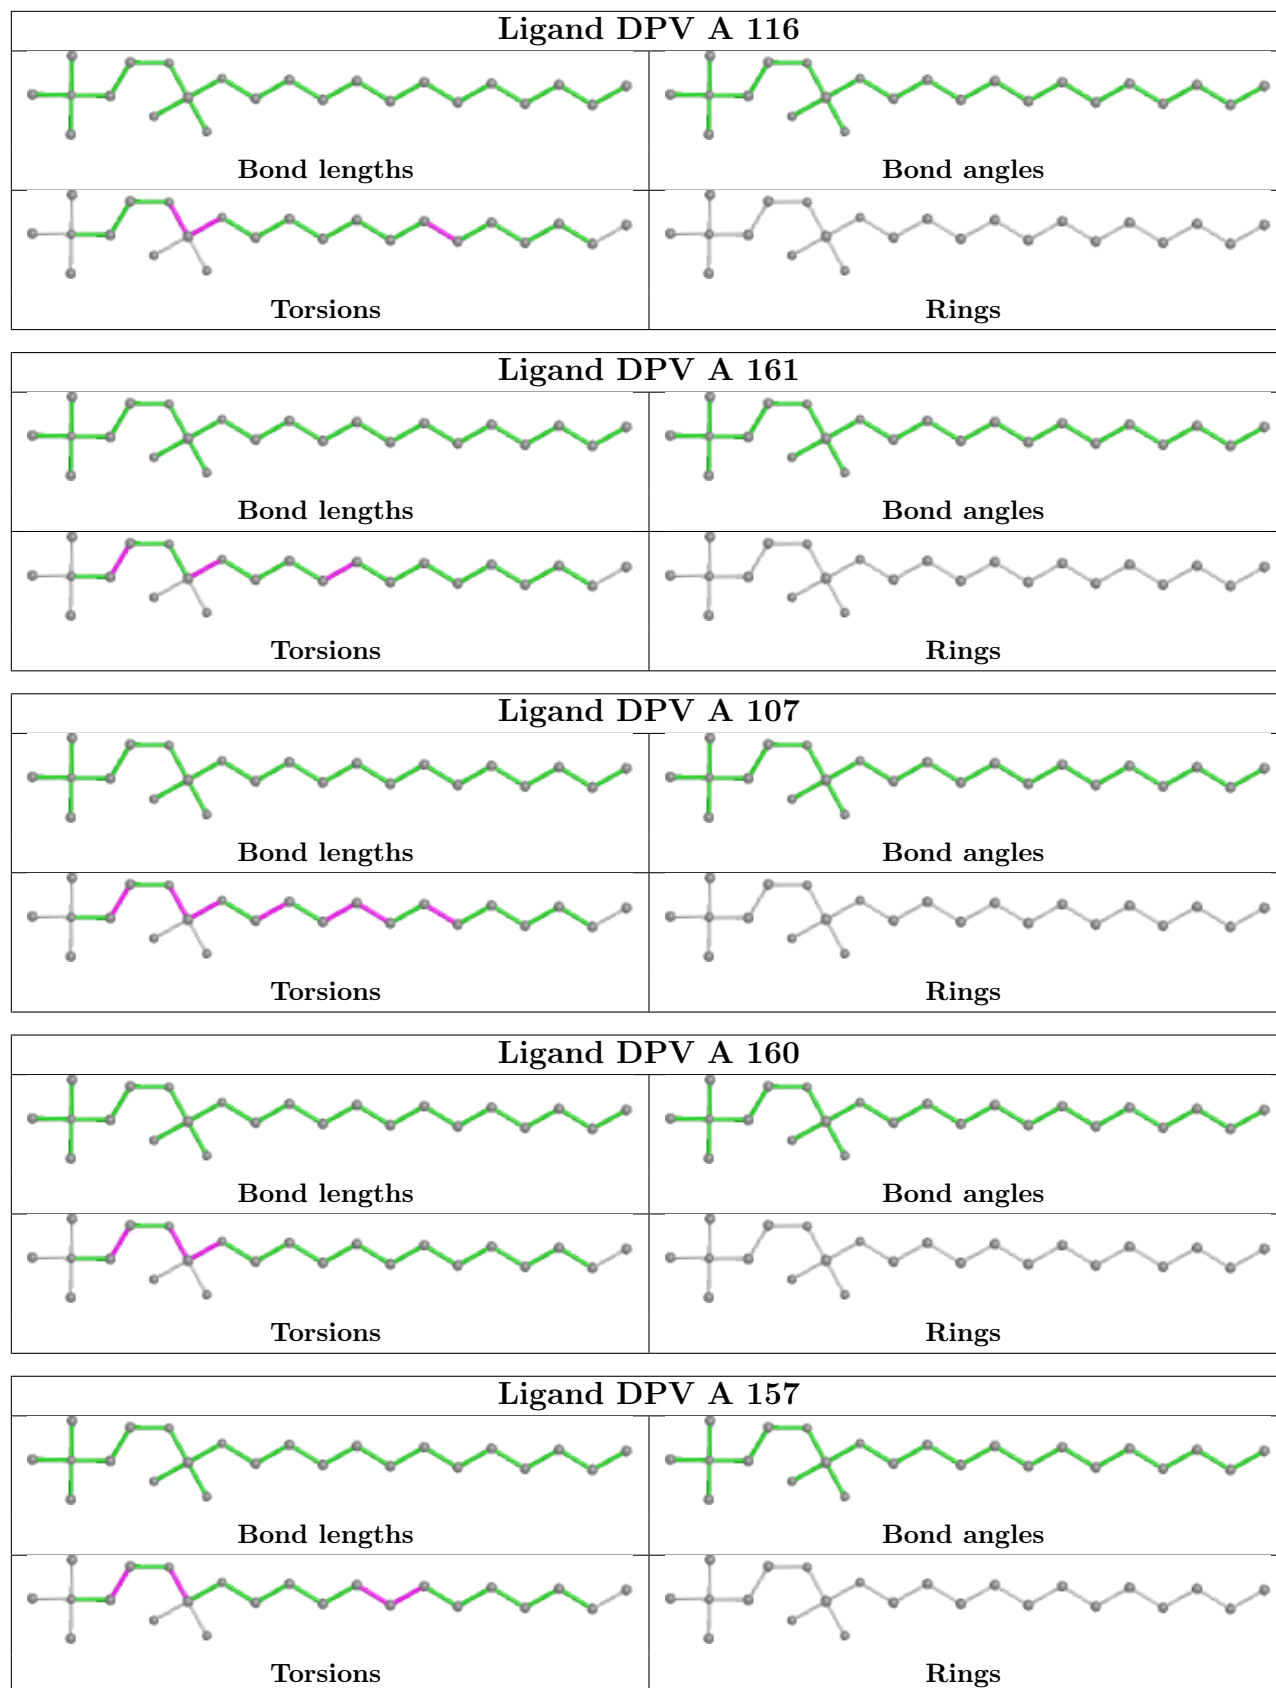 Ligand DPV A 116
Bond lengths
Bond angles
Torsions
Rings
Ligand DPV A 161
Bond lengths
Bond angles
Torsions
Rings
Ligand DPV A 107
Bond lengths
Bond angles
Torsions
Rings
Ligand DPV A 160
Bond lengths
Bond angles
Torsions
Rings
Ligand DPV A 157
Bond lengths
Bond angles
Torsions
Rings